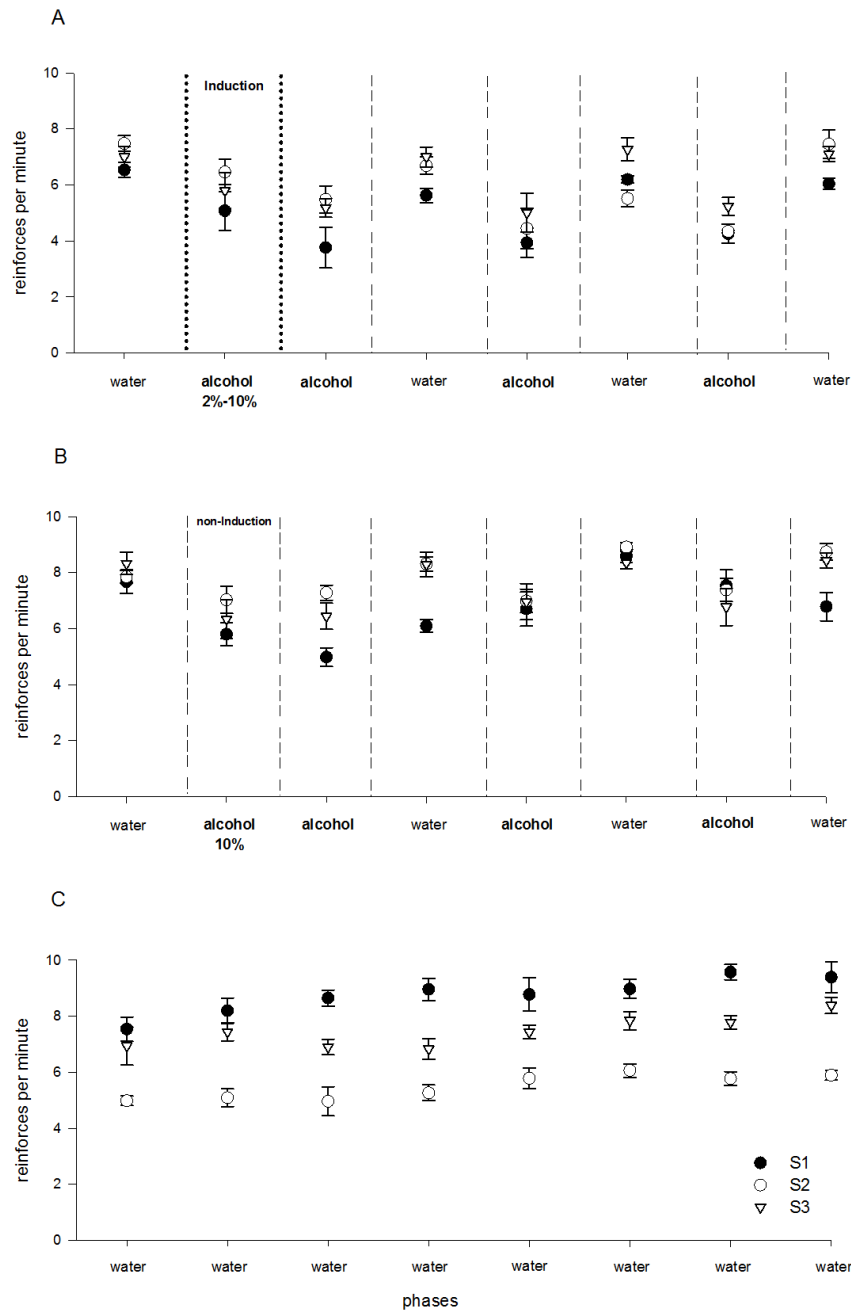 A
Induction
10
8
6
4
2
0
reinforces per minute
water
alcohol
2%-10%
alcohol
water
alcohol
water
alcohol
water
B
non-Induction
10
8
6
4
2
0
reinforces per minute
water
alcohol
10%
alcohol
water
alcohol
water
alcohol
water
C
10
8
6
4
2
0
reinforces per minute
S1
S2
S3
water
water
water
water
water
water
water
water
phases